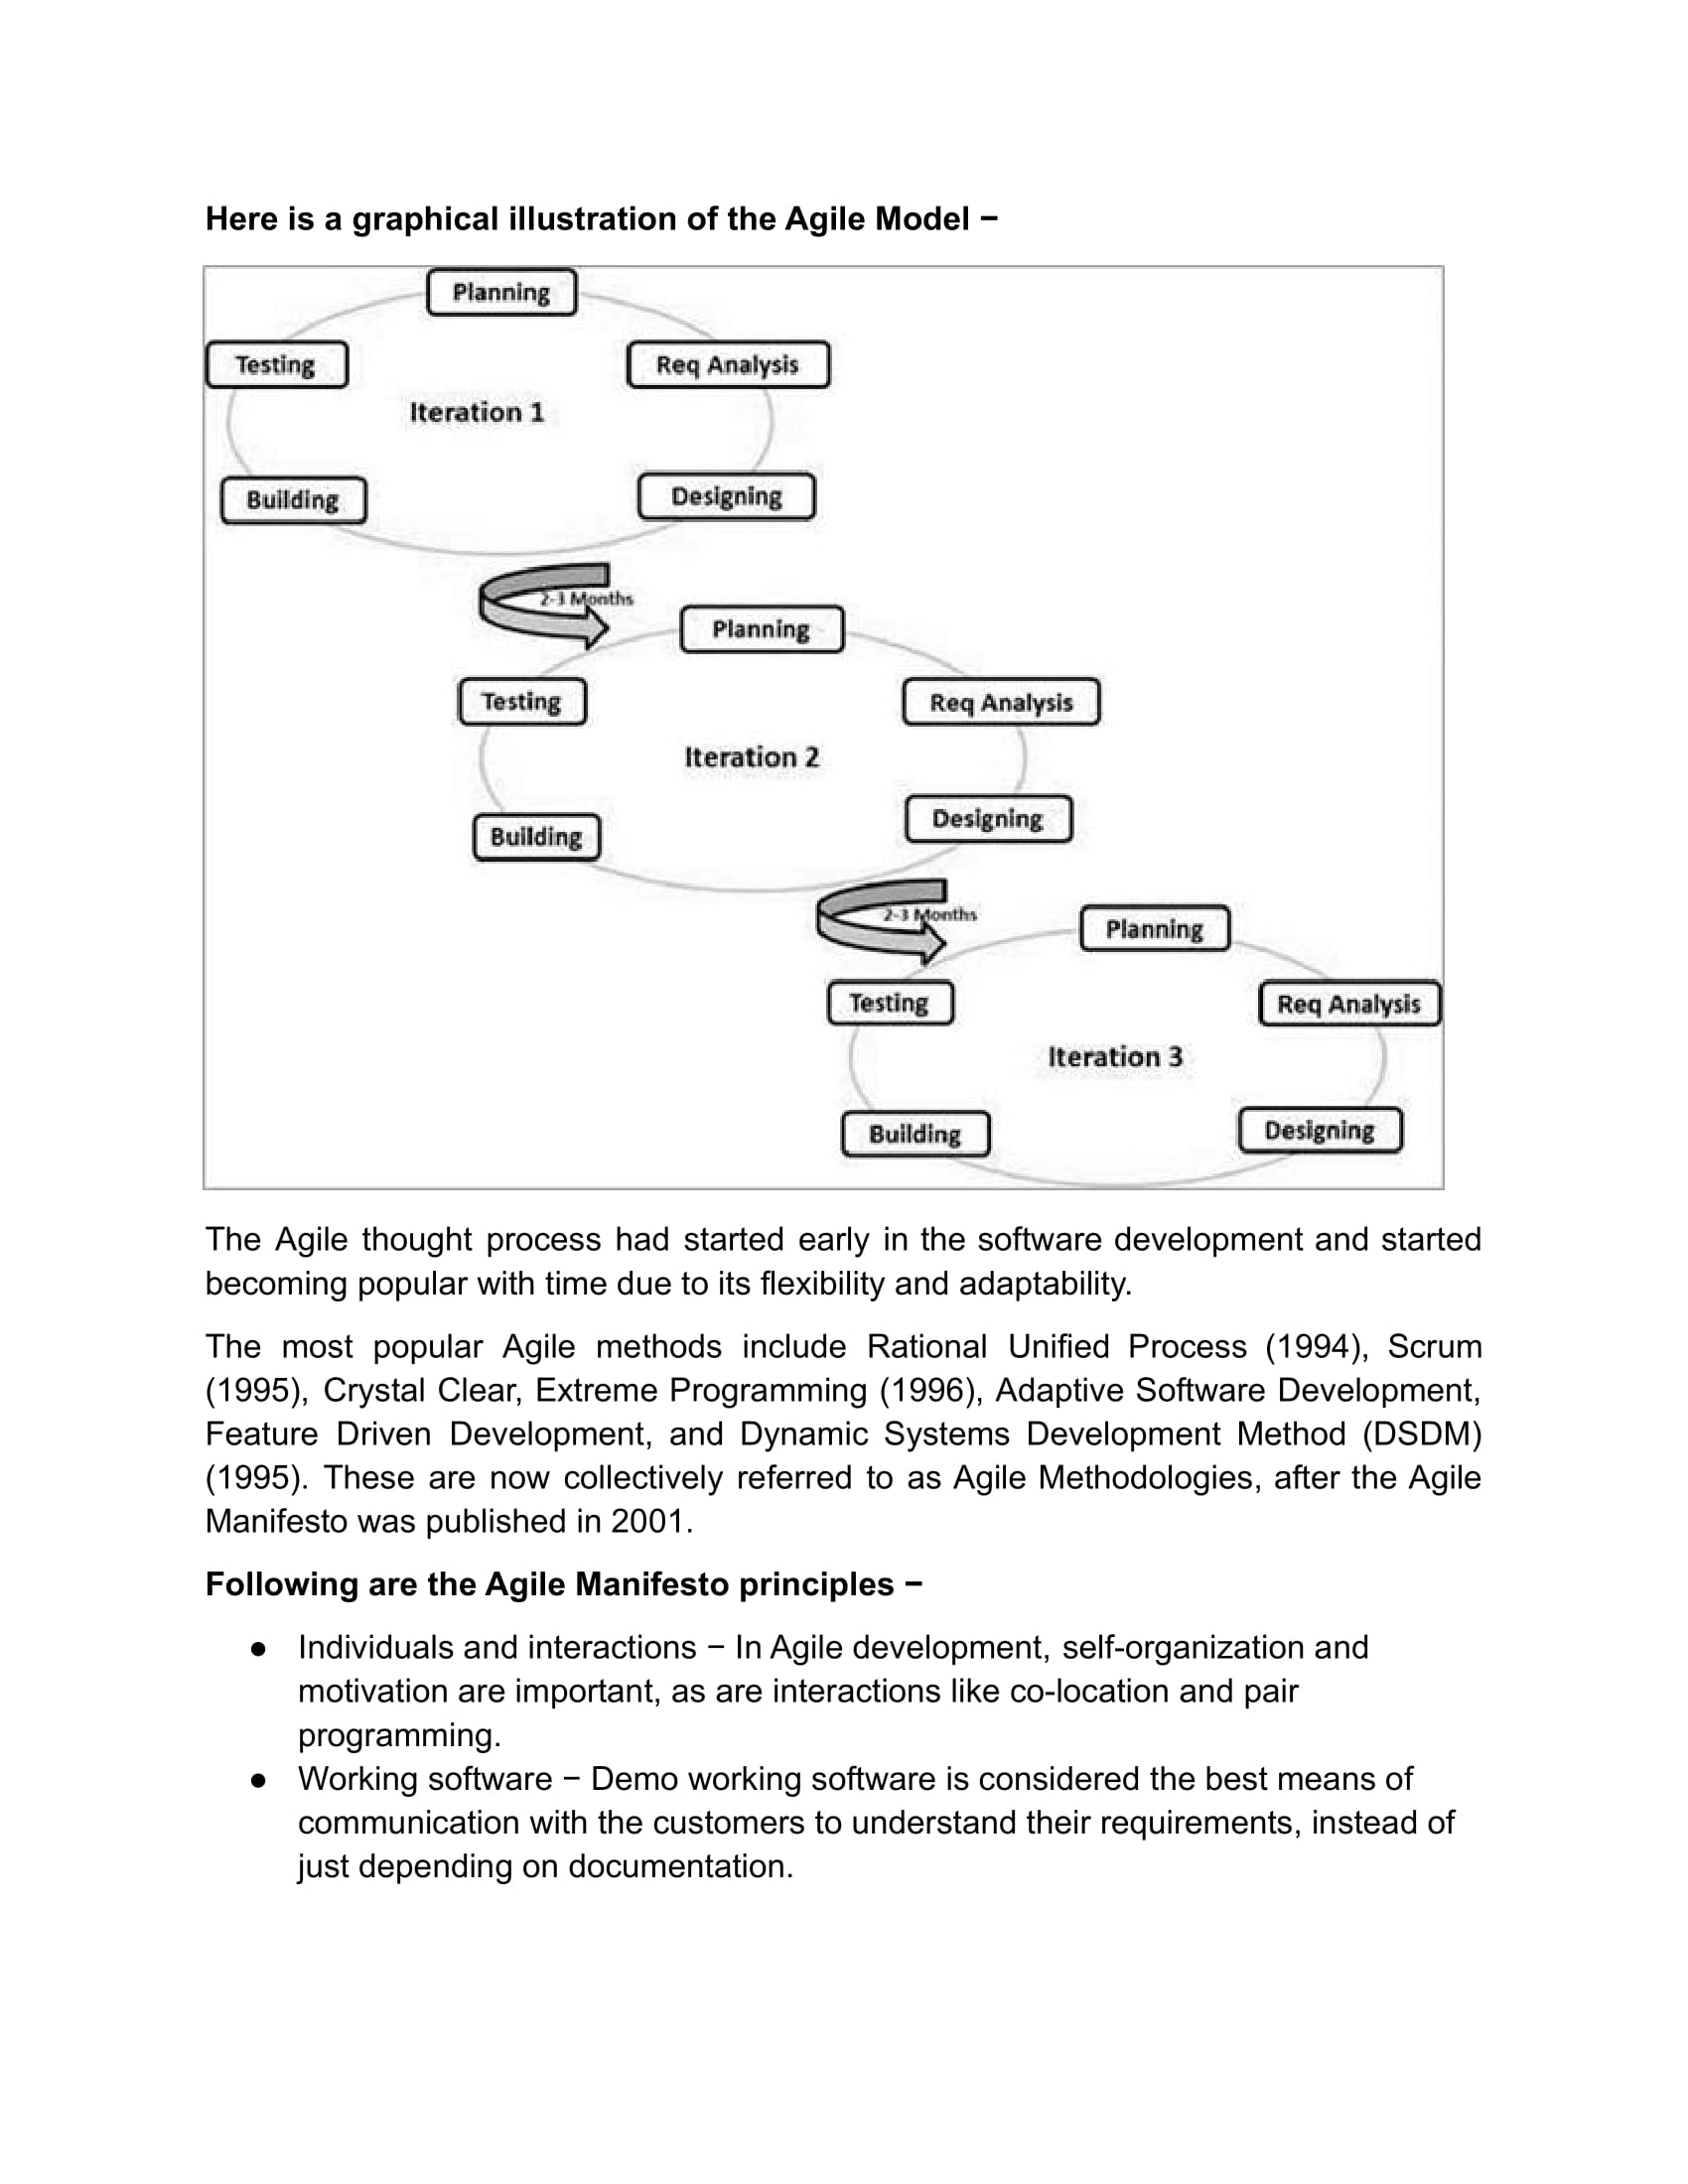 Here is a graphical illustration of the Agile Model −
Planning
Testing
Req Analysis
Iteration 1
Building
Designing
2-3 Months
Planning
Testing
Req Analysis
Iteration 2
Building
Designing
2-3 Months
Planning
Testing
Req Analysis
Iteration 3
Building
Designing
The Agile thought process had started early in the software development and started
becoming popular with time due to its flexibility and adaptability.
The most popular Agile methods include Rational Unified Process (1994), Scrum
(1995), Crystal Clear, Extreme Programming (1996), Adaptive Software Development,
Feature Driven Development, and Dynamic Systems Development Method (DSDM)
(1995). These are now collectively referred to as Agile Methodologies, after the Agile
Manifesto was published in 2001.
Following are the Agile Manifesto principles −
● Individuals and interactions − In Agile development, self-organization and
motivation are important, as are interactions like co-location and pair
programming.
● Working software − Demo working software is considered the best means of
communication with the customers to understand their requirements, instead of
just depending on documentation.